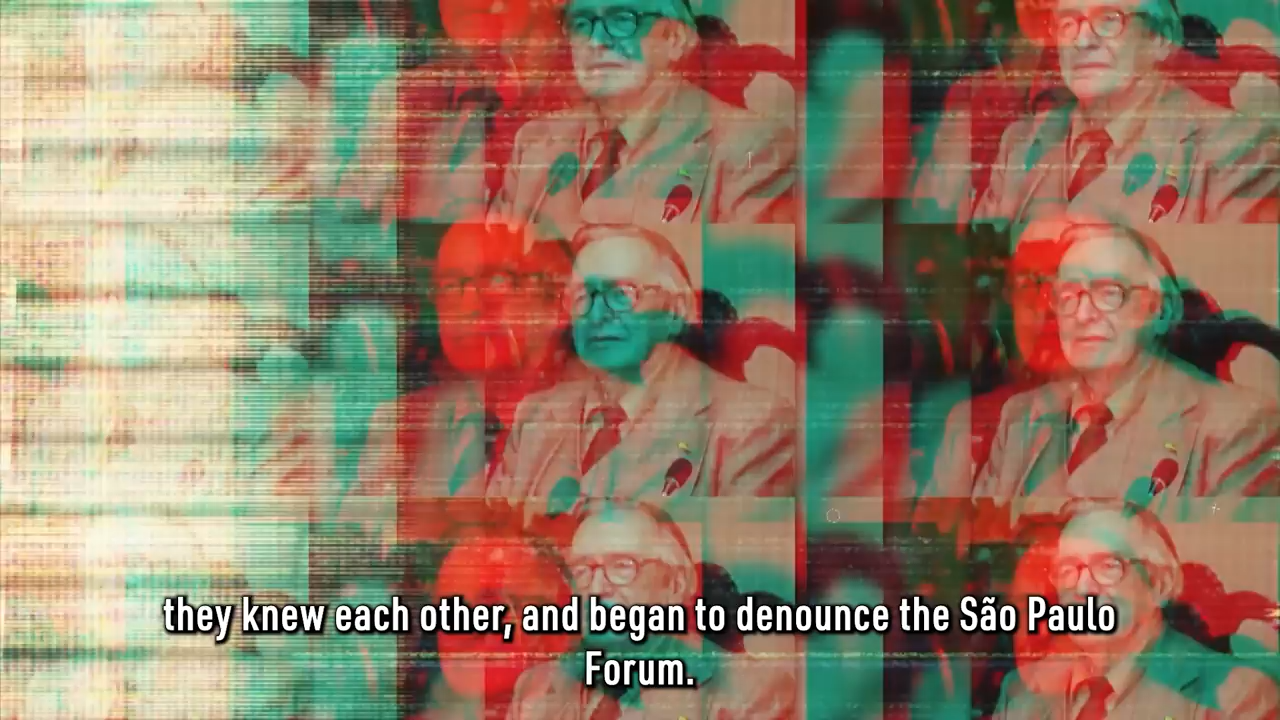 they knew each other, and began to denounce the São Paulo
Forum.